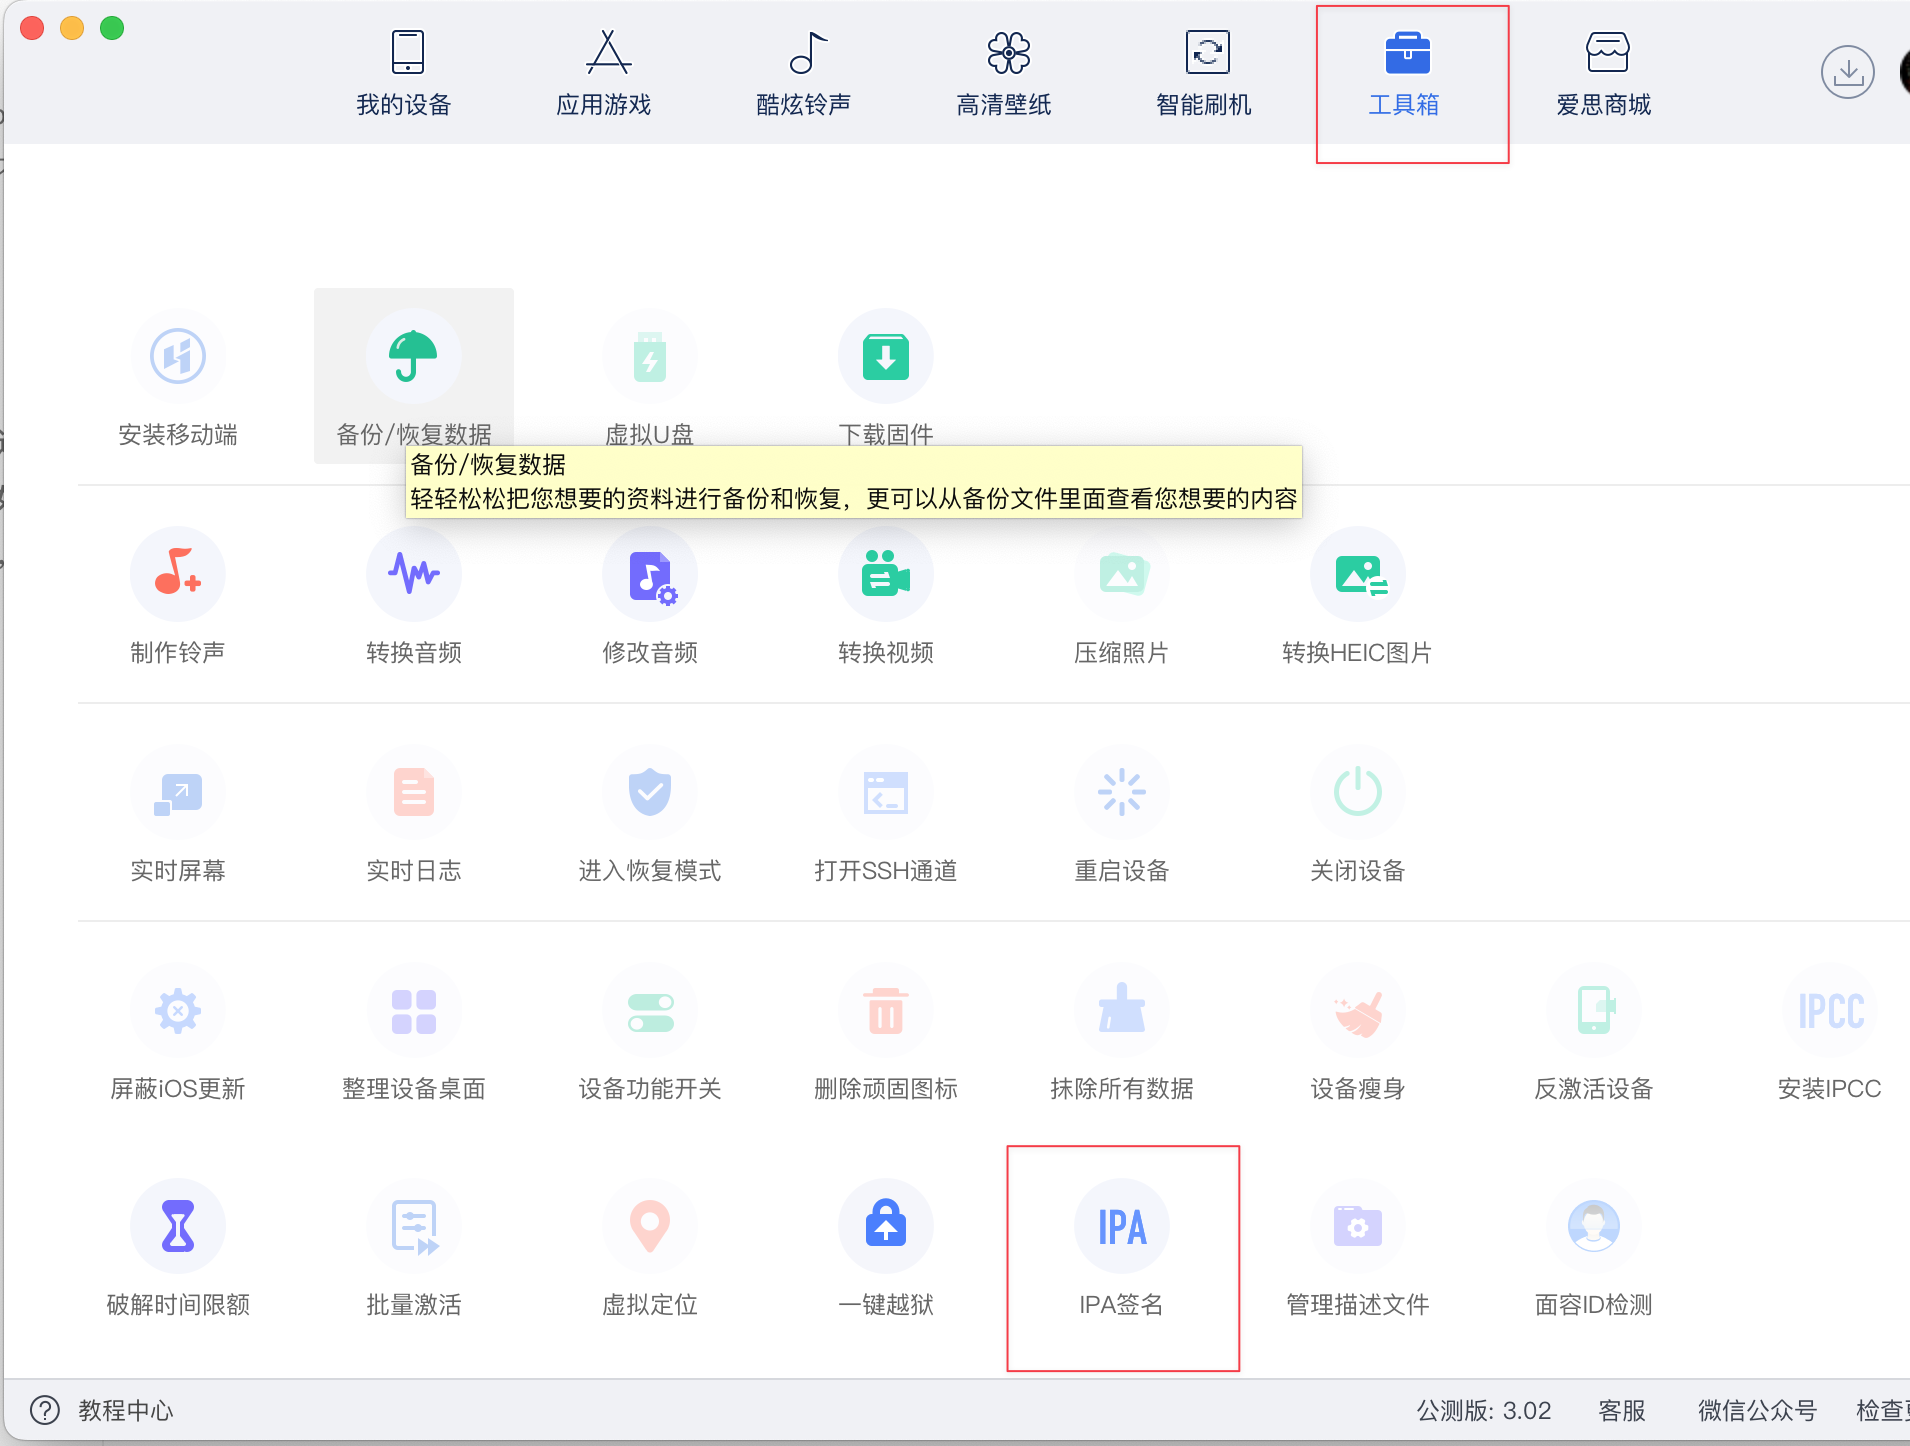 我的设备
应用游戏
酷炫铃声
高清壁纸
智能刷机
工具箱
爱思商城
安装移动端
备份/恢复数据
虚拟U盘
下载固件
备份/恢复数据
轻轻松松把您想要的资料进行备份和恢复，更可以从备份文件里面查看您想要的内容
制作铃声
转换音频
修改音频
转换视频
压缩照片
转换HEIC图片
实时屏幕
实时日志
进入恢复模式
打开SSH通道
重启设备
关闭设备
IPCC
屏蔽iOS更新
整理设备桌面
设备功能开关
删除顽固图标
抹除所有数据
设备瘦身
反激活设备
安装IPCC
IPA
破解时间限额
批量激活
虚拟定位
一键越狱
IPA签名
管理描述文件
面容ID检测
教程中心
公测版: 3.02
客服
微信公众号
检查